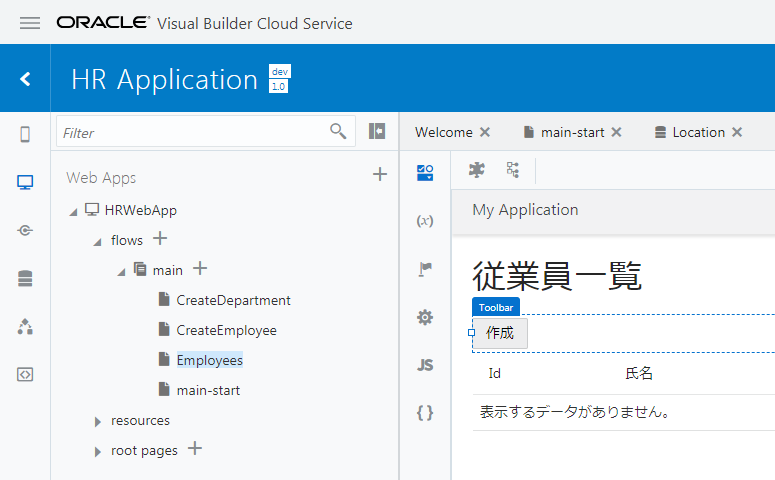 ORACLE® Visual Builder Cloud Service
HR Application dev 1.0
Filter
Web Apps
HRWebApp
flows
main
CreateDepartment
CreateEmployee
Employees
main-start
resources
root pages
Welcome
main-start
Location
(x)
JS
{ }
My Application
従業員一覧
Toolbar
作成
Id 氏名
表示するデータがありません。